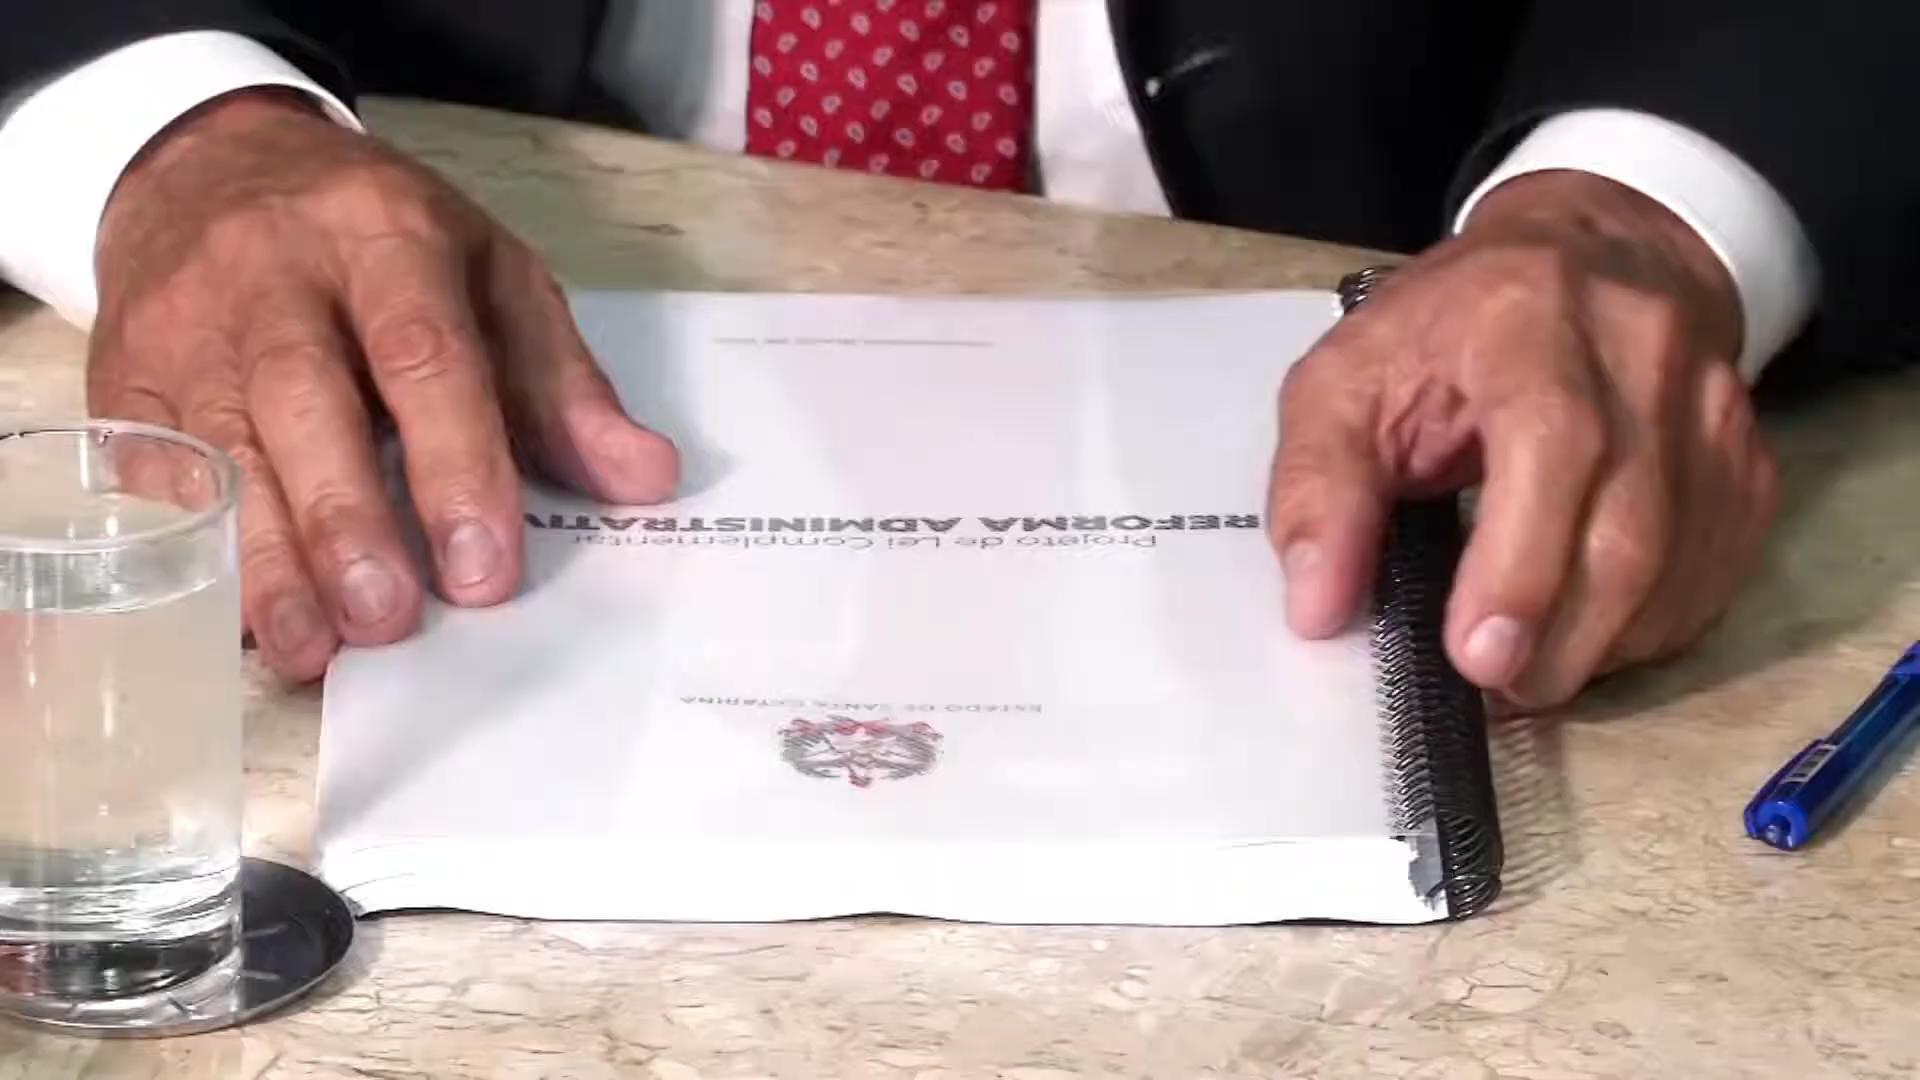 ESTADO DE SANTA CATARINA
Projeto de Lei Complementar
REFORMA ADMINISTRATIV